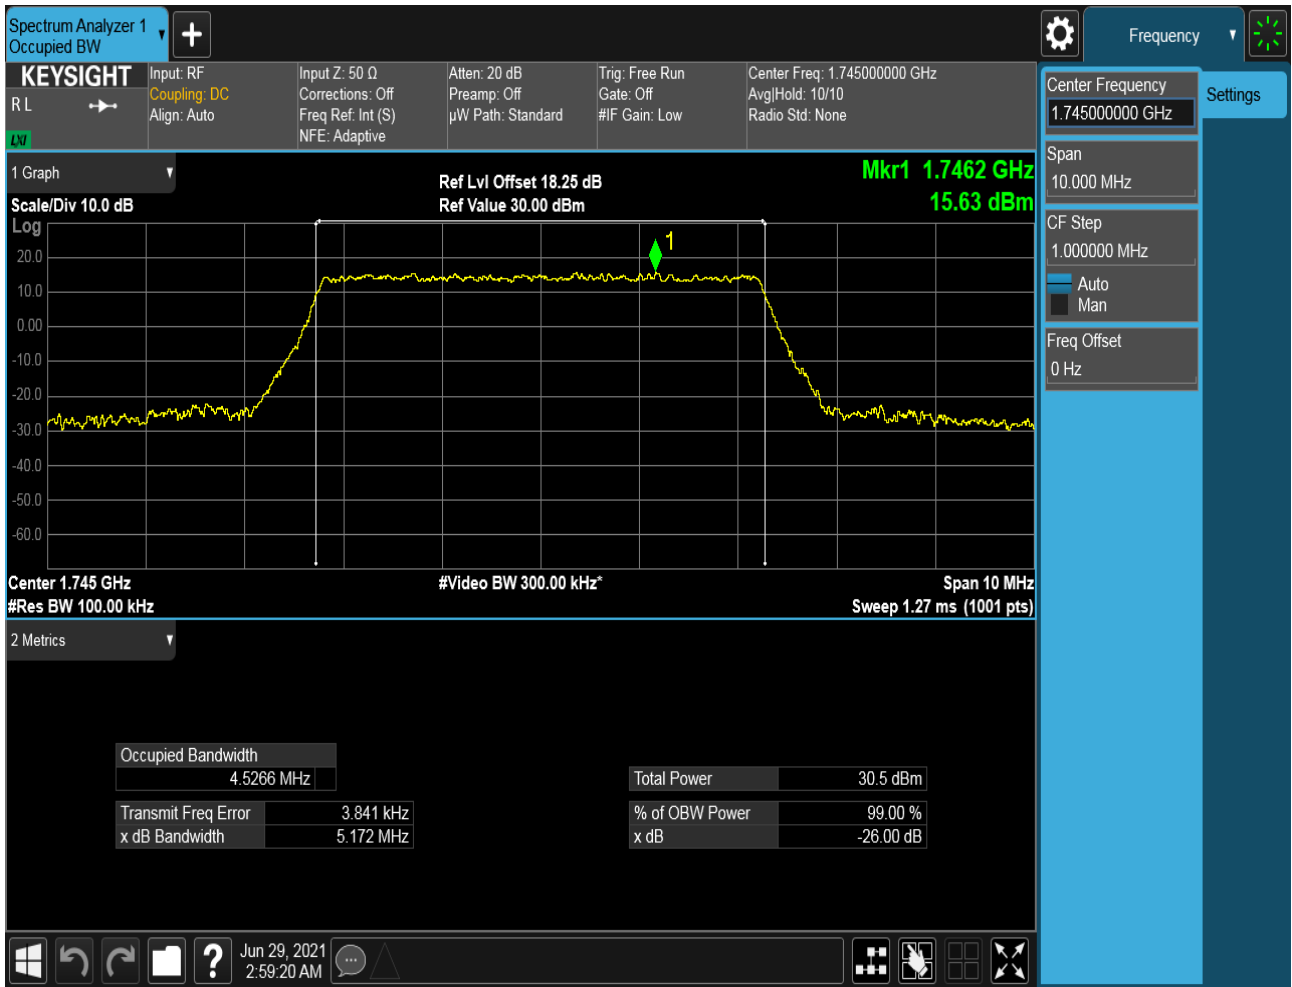 Spectrum Analyzer 1
Occupied BW
Frequency
KEYSIGHT
R L
LXI
Input: RF
Coupling: DC
Align: Auto
Input Z: 50 Ω
Corrections: Off
Freq Ref: Int (S)
NFE: Adaptive
Atten: 20 dB
Preamp: Off
µW Path: Standard
Trig: Free Run
Gate: Off
#IF Gain: Low
Center Freq: 1.745000000 GHz
Avg|Hold: 10/10
Radio Std: None
Center Frequency
1.745000000 GHz
Settings
Span
10.000 MHz
CF Step
1.000000 MHz
Auto
Man
Freq Offset
0 Hz
1 Graph
Scale/Div 10.0 dB
Ref Lvl Offset 18.25 dB
Ref Value 30.00 dBm
Mkr1 1.7462 GHz
15.63 dBm
Log
1
20.0
10.0
0.00
-10.0
-20.0
-30.0
-40.0
-50.0
-60.0
Center 1.745 GHz
#Video BW 300.00 kHz*
Span 10 MHz
#Res BW 100.00 kHz
Sweep 1.27 ms (1001 pts)
2 Metrics
Occupied Bandwidth
4.5266 MHz
Total Power 30.5 dBm
Transmit Freq Error 3.841 kHz
% of OBW Power 99.00 %
x dB Bandwidth 5.172 MHz
x dB -26.00 dB
?
Jun 29, 2021
2:59:20 AM